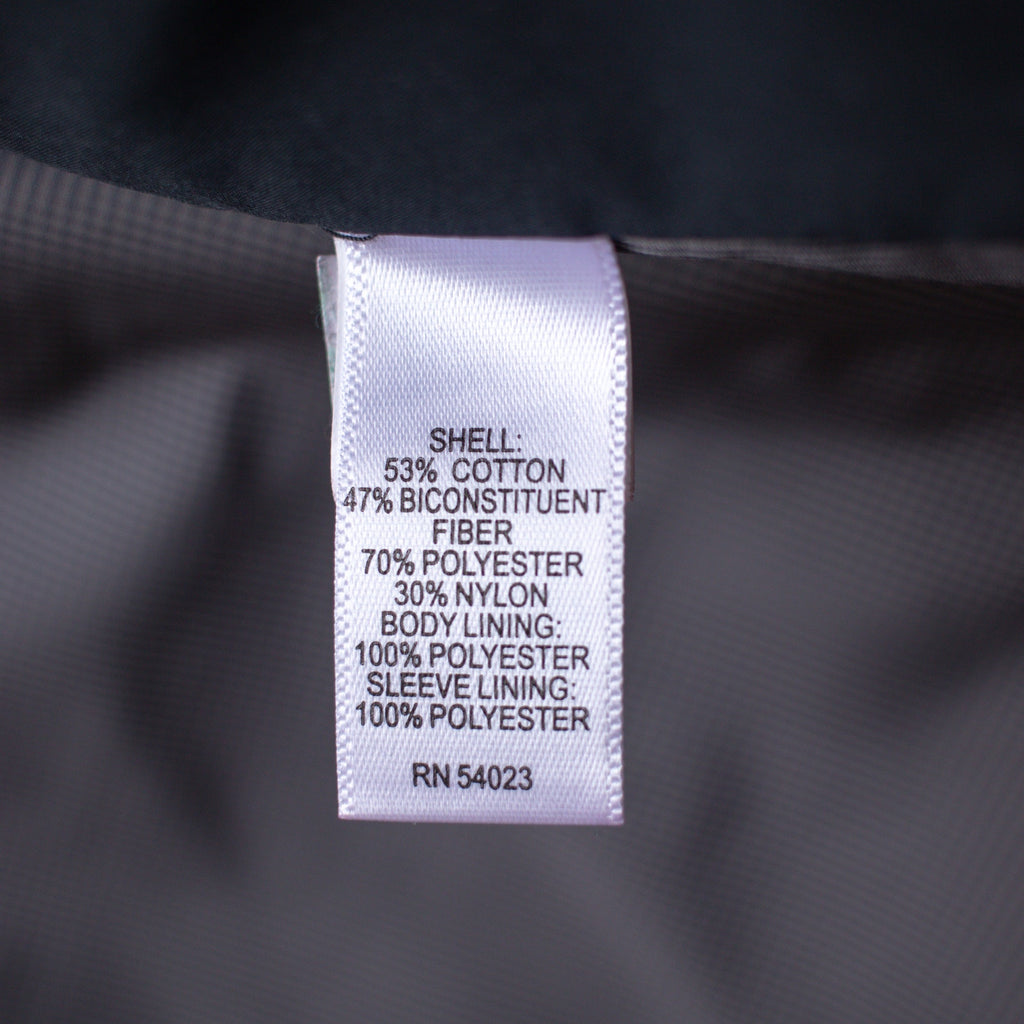 SHELL:
53% COTTON
47% BICONSTITUENT
FIBER
70% POLYESTER
30% NYLON
BODY LINING:
100% POLYESTER
SLEEVE LINING:
100% POLYESTER
RN 54023